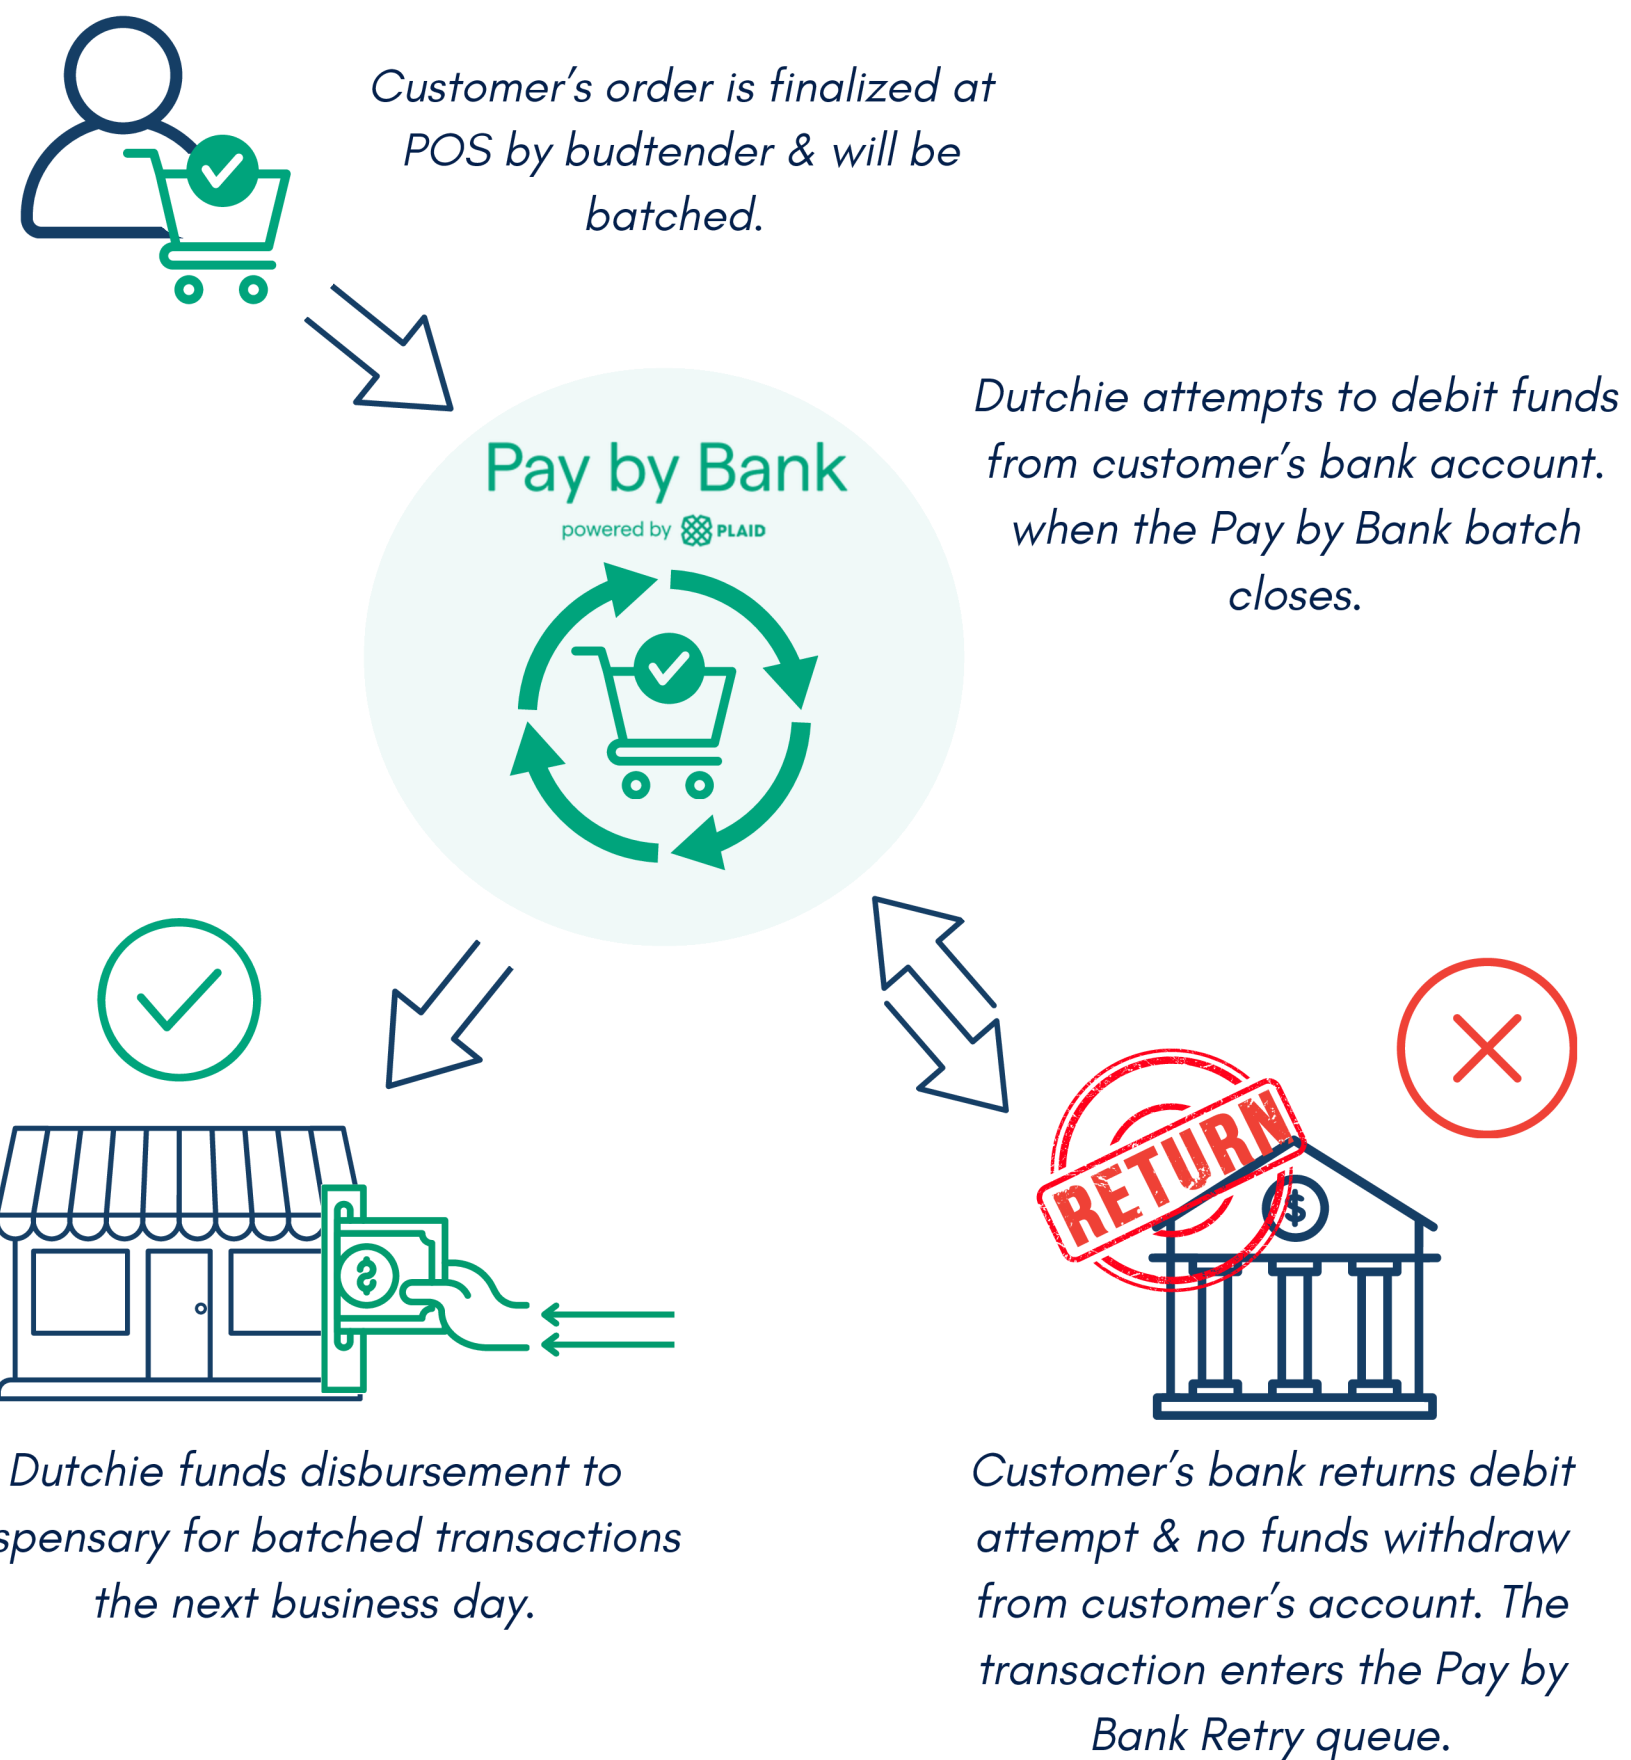 Customer's order is finalized at
POS by budtender & will be
batched.
Dutchie attempts to debit funds
from customer's bank account.
when the Pay by Bank batch
closes.
Pay by Bank
powered by PLAID
RETURN
Dutchie funds disbursement to
spensary for batched transactions
the next business day.
Customer's bank returns debit
attempt & no funds withdraw
from customer's account. The
transaction enters the Pay by
Bank Retry queue.